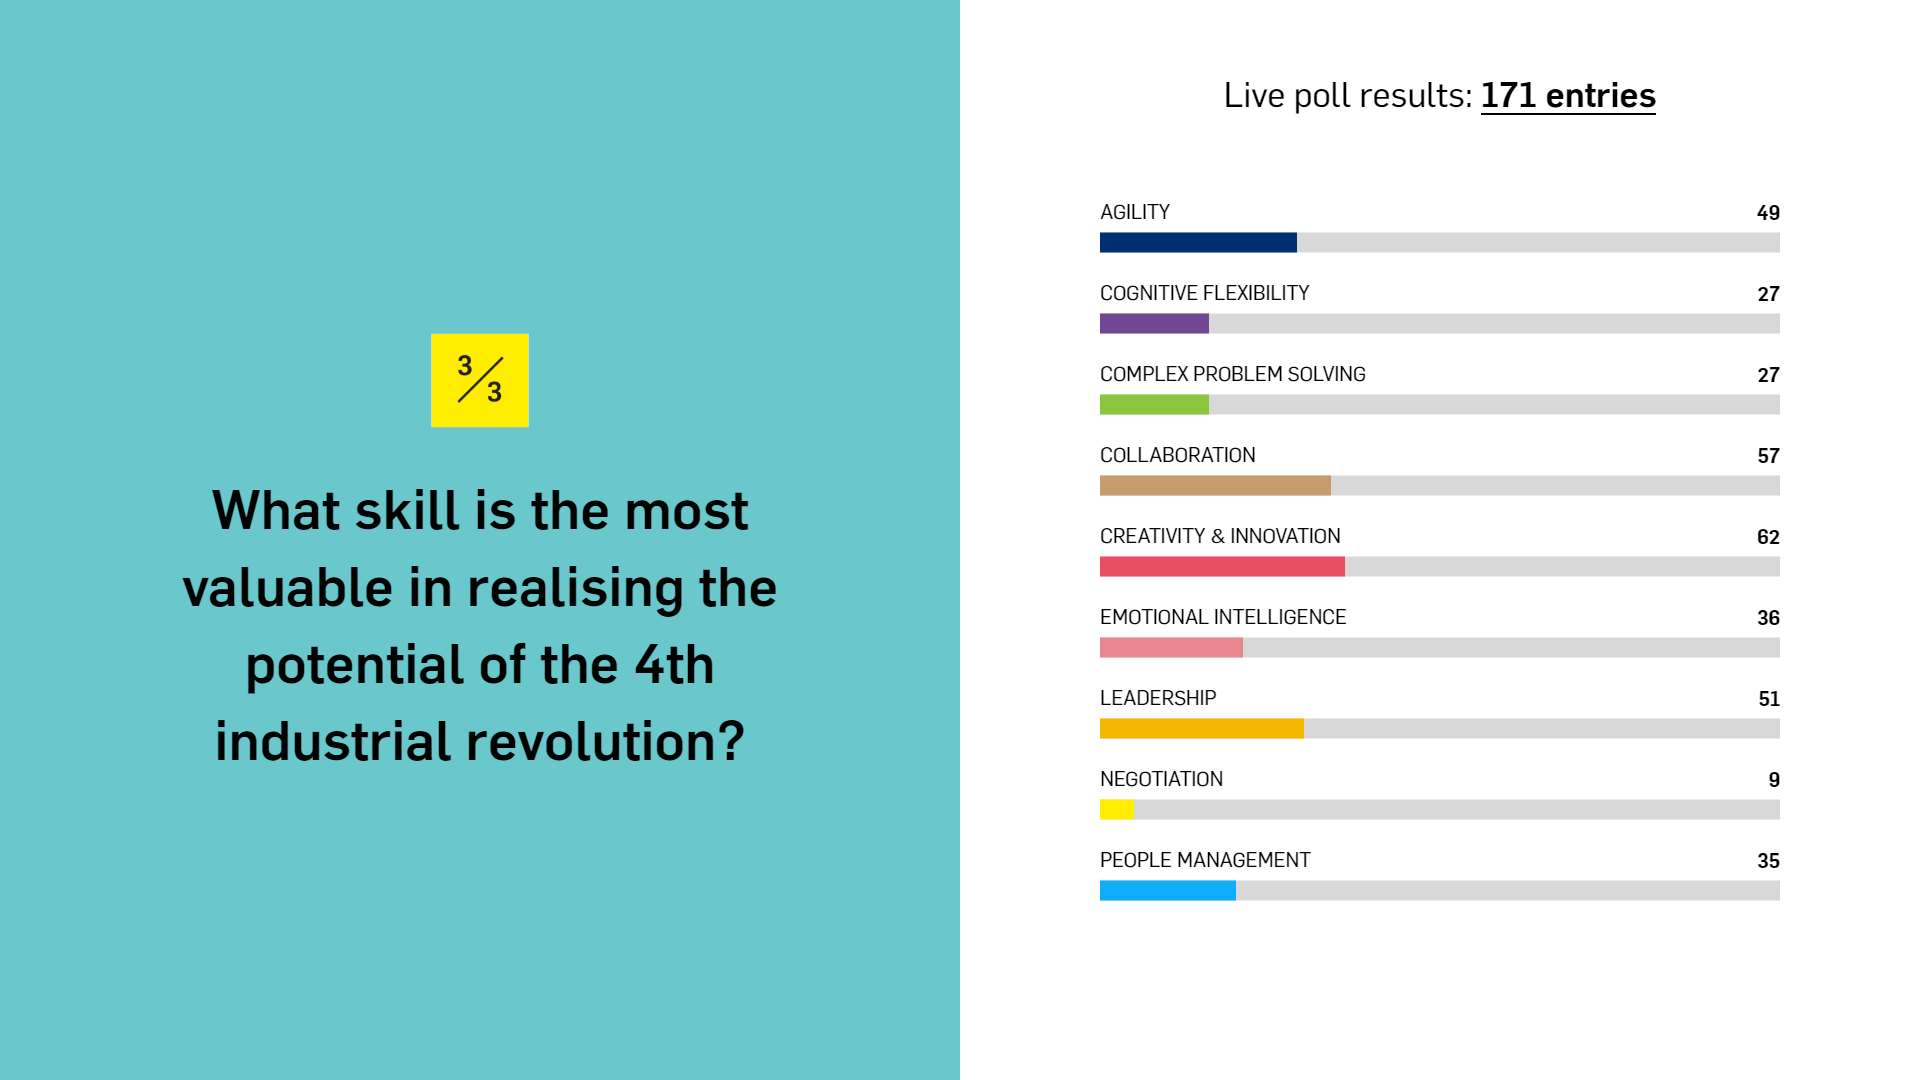 3/3
What skill is the most
valuable in realising the
potential of the 4th
industrial revolution?
Live poll results: 171 entries
AGILITY 49
COGNITIVE FLEXIBILITY 27
COMPLEX PROBLEM SOLVING 27
COLLABORATION 57
CREATIVITY & INNOVATION 62
EMOTIONAL INTELLIGENCE 36
LEADERSHIP 51
NEGOTIATION 9
PEOPLE MANAGEMENT 35